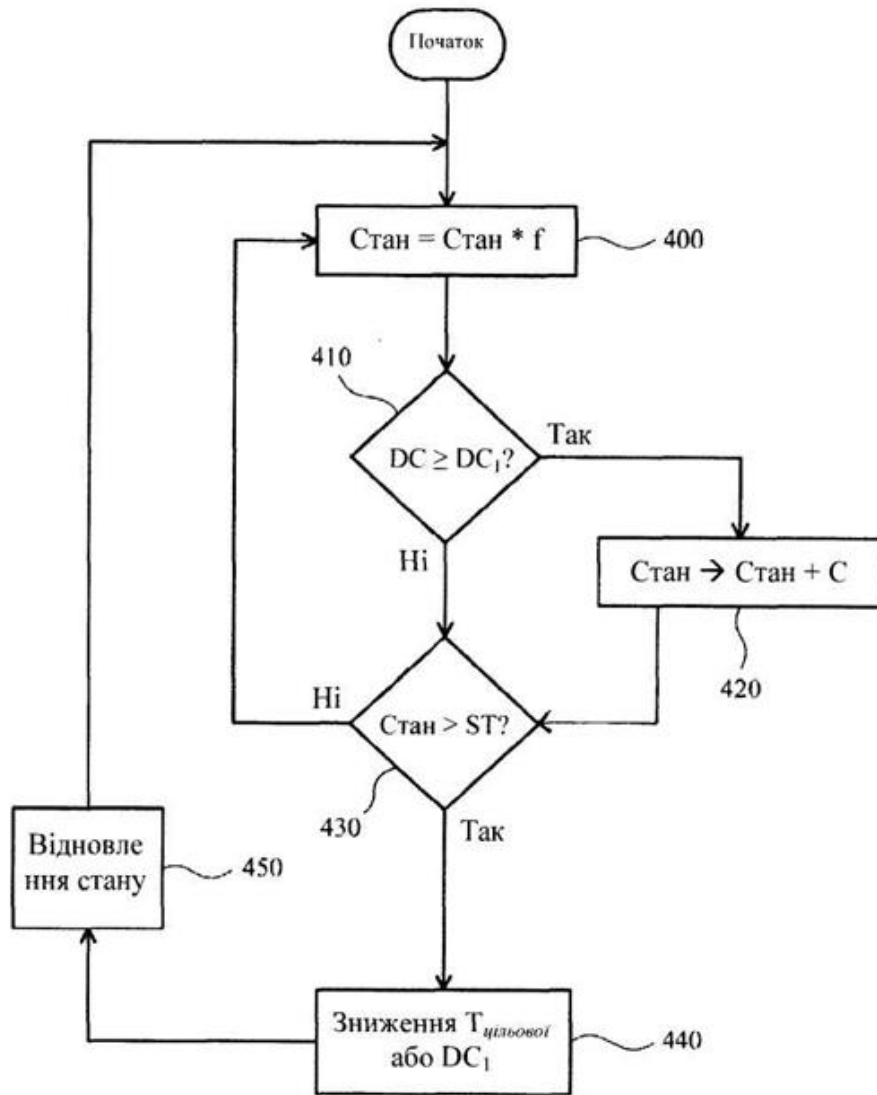 Початок
Стан = Стан * f
400
410
DC ≥ DC₁?
Так
Ні
Стан → Стан + C
420
Ні
Стан > ST?
430
Так
Відновле
ння стану
450
Зниження Tцільової
або DC₁
440